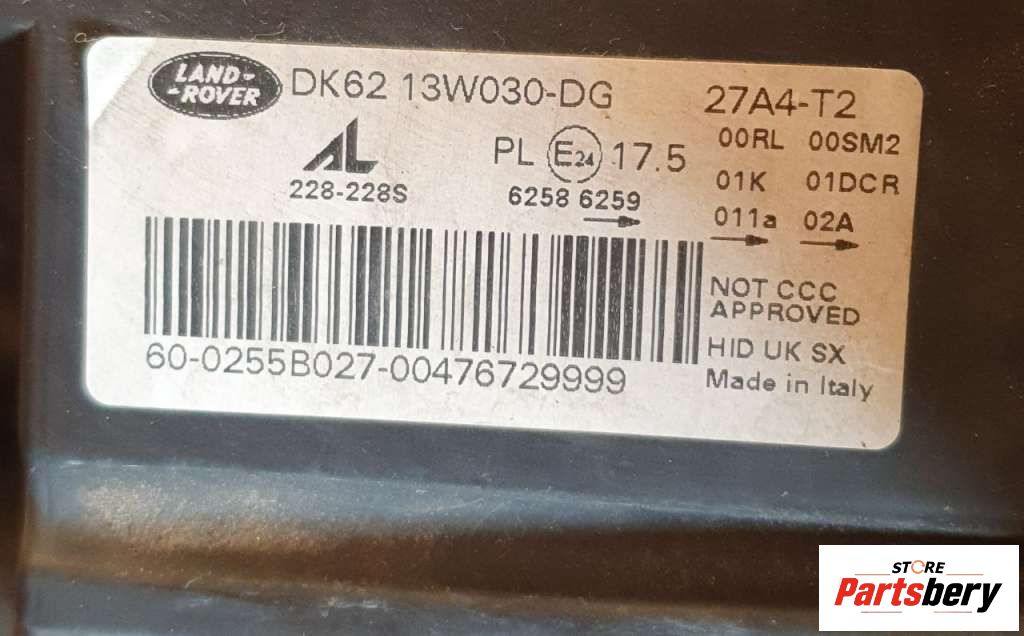 LAND-
-ROVER
DK62 13W030-DG
27A4-T2
AL
228-228S
PL E24 17.5
6258 6259
00RL 00SM2
01K 01DCR
011a 02A
NOT CCC
APPROVED
HID UK SX
Made in Italy
60-0255B027-00476729999
STORE
Partsbery